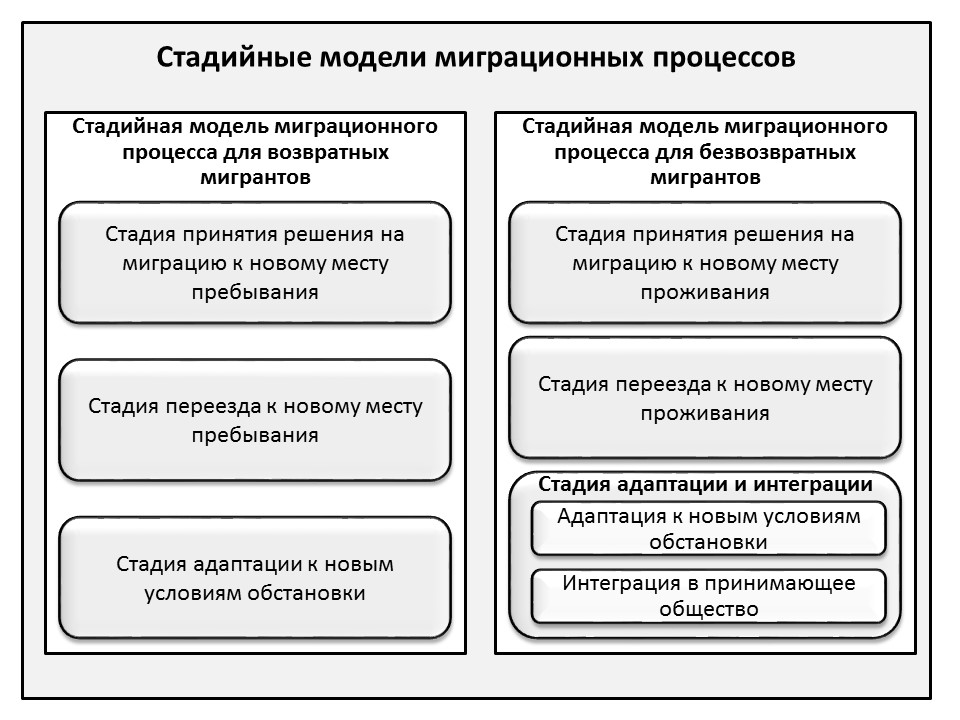 Стадийные модели миграционных процессов
Стадийная модель миграционного
процесса для возвратных
мигрантов
Стадия принятия решения на
миграцию к новому месту
пребывания
Стадия переезда к новому месту
пребывания
Стадия адаптации к новым
условиям обстановки
Стадийная модель миграционного
процесса для безвозвратных
мигрантов
Стадия принятия решения на
миграцию к новому месту
проживания
Стадия переезда к новому месту
проживания
Стадия адаптации и интеграции
Адаптация к новым условиям
обстановки
Интеграция в принимающее
общество